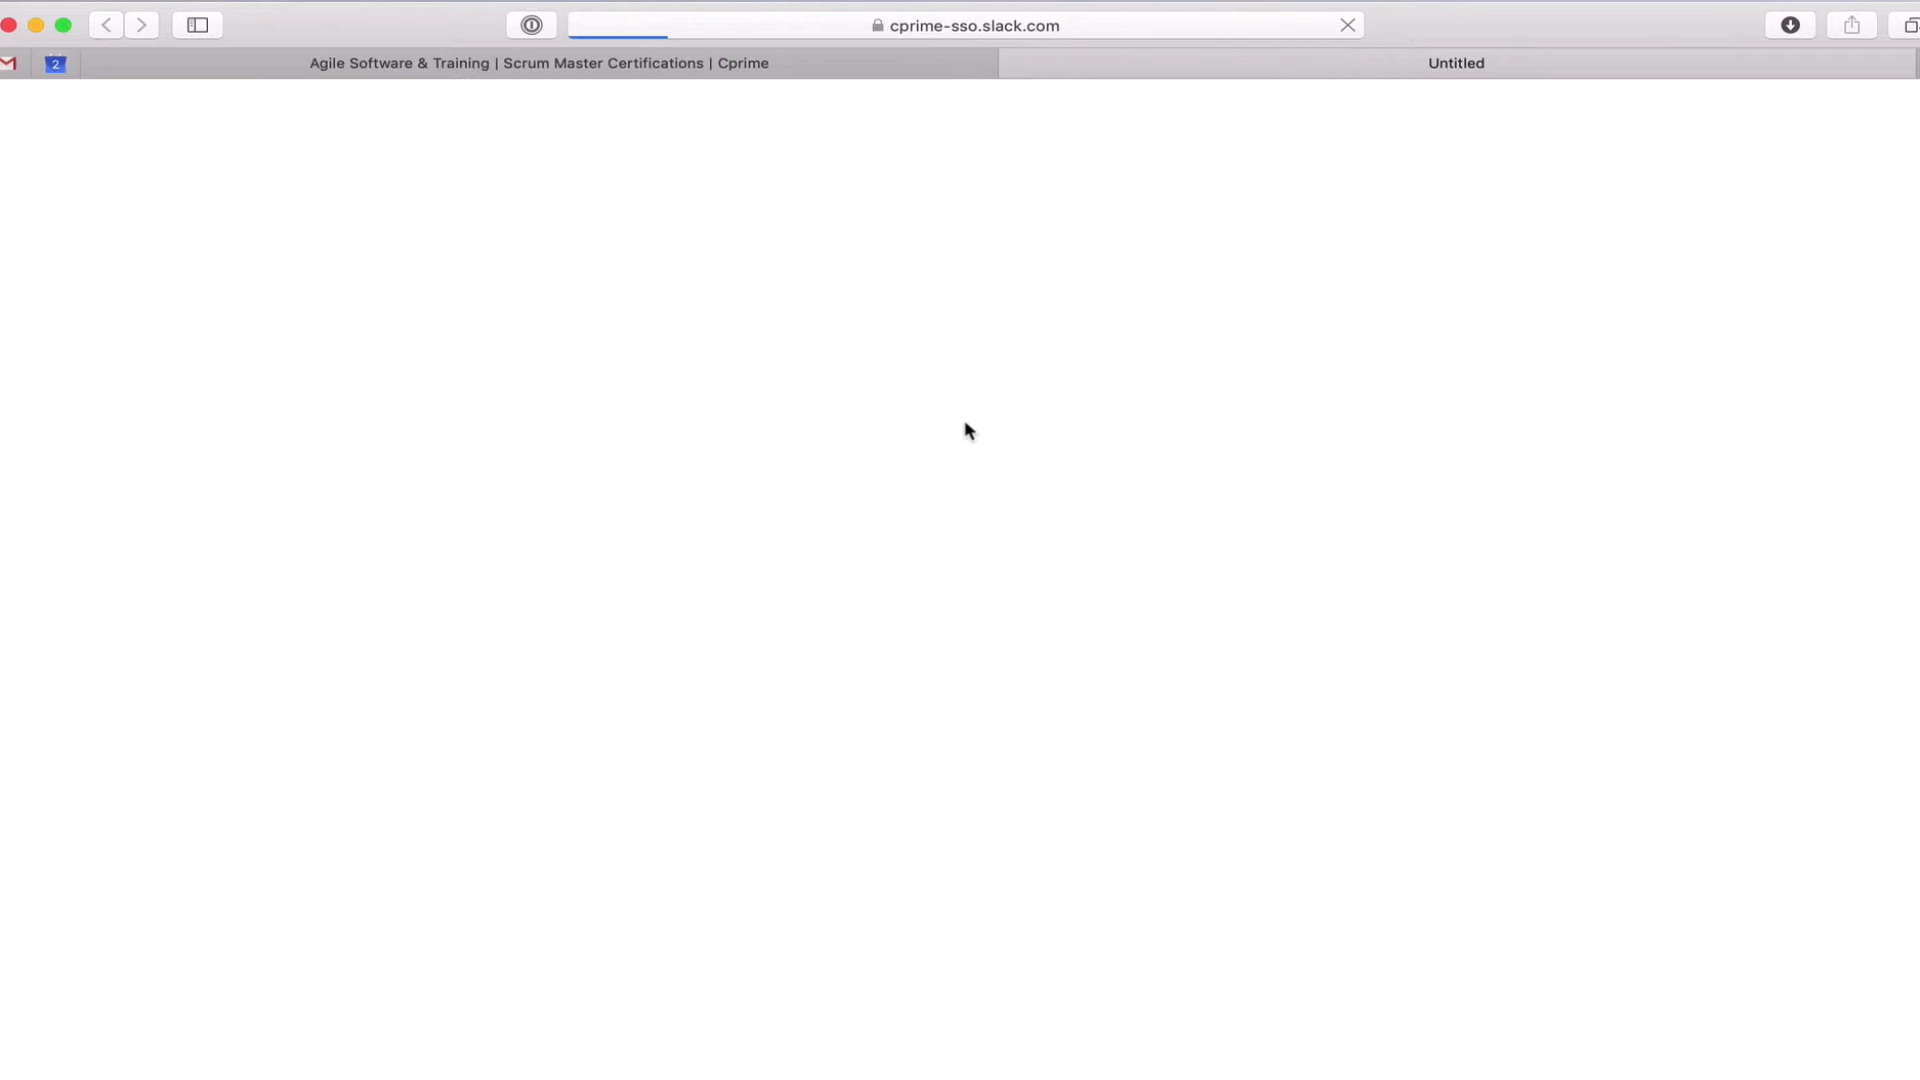 cprime-sso.slack.com
2
Agile Software & Training | Scrum Master Certifications | Cprime
Untitled